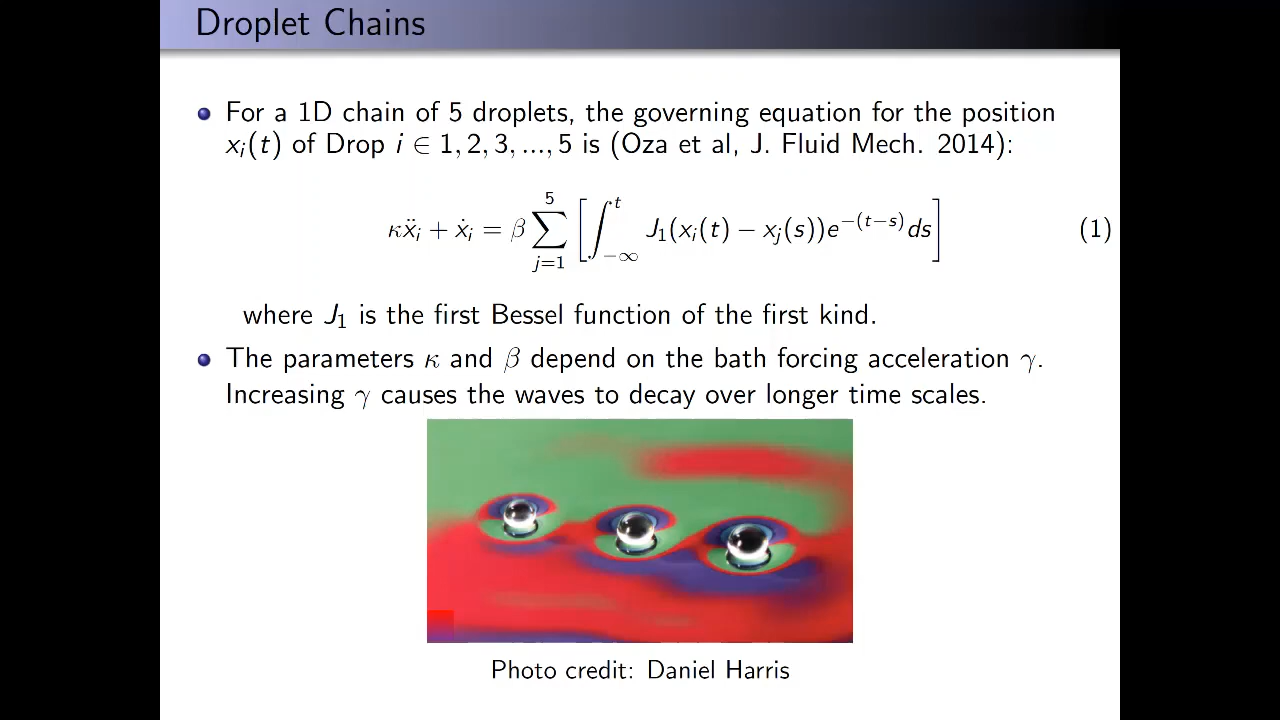 Droplet Chains
For a 1D chain of 5 droplets, the governing equation for the position
xᵢ(t) of Drop i ∈ 1, 2, 3, ..., 5 is (Oza et al, J. Fluid Mech. 2014):
κẍᵢ + ẋᵢ = β ∑_{j=1}^{5} [ ∫_{−∞}^{t} J₁(xᵢ(t) − xⱼ(s))e^{−(t−s)} ds ] (1)
where J₁ is the first Bessel function of the first kind.
The parameters κ and β depend on the bath forcing acceleration γ.
Increasing γ causes the waves to decay over longer time scales.
Photo credit: Daniel Harris